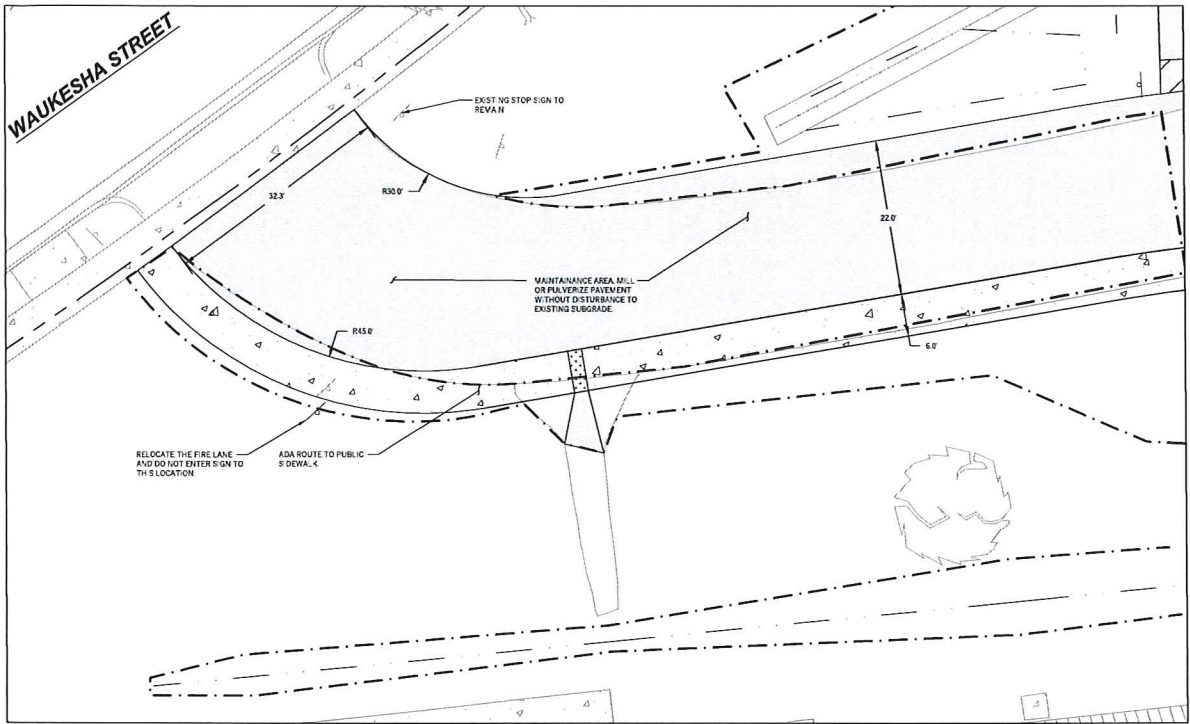 WAUKESHA STREET
EXISTING STOP SIGN TO
REMAIN
32.3'
R30.0'
22.0'
MAINTAINANCE AREA. MILL
OR PULVERIZE PAVEMENT
WITHOUT DISTURBANCE TO
EXISTING SUBGRADE.
R45.0'
6.0'
RELOCATE THE FIRE LANE
AND DO NOT ENTER SIGN TO
THIS LOCATION
ADA ROUTE TO PUBLIC
SIDEWALK